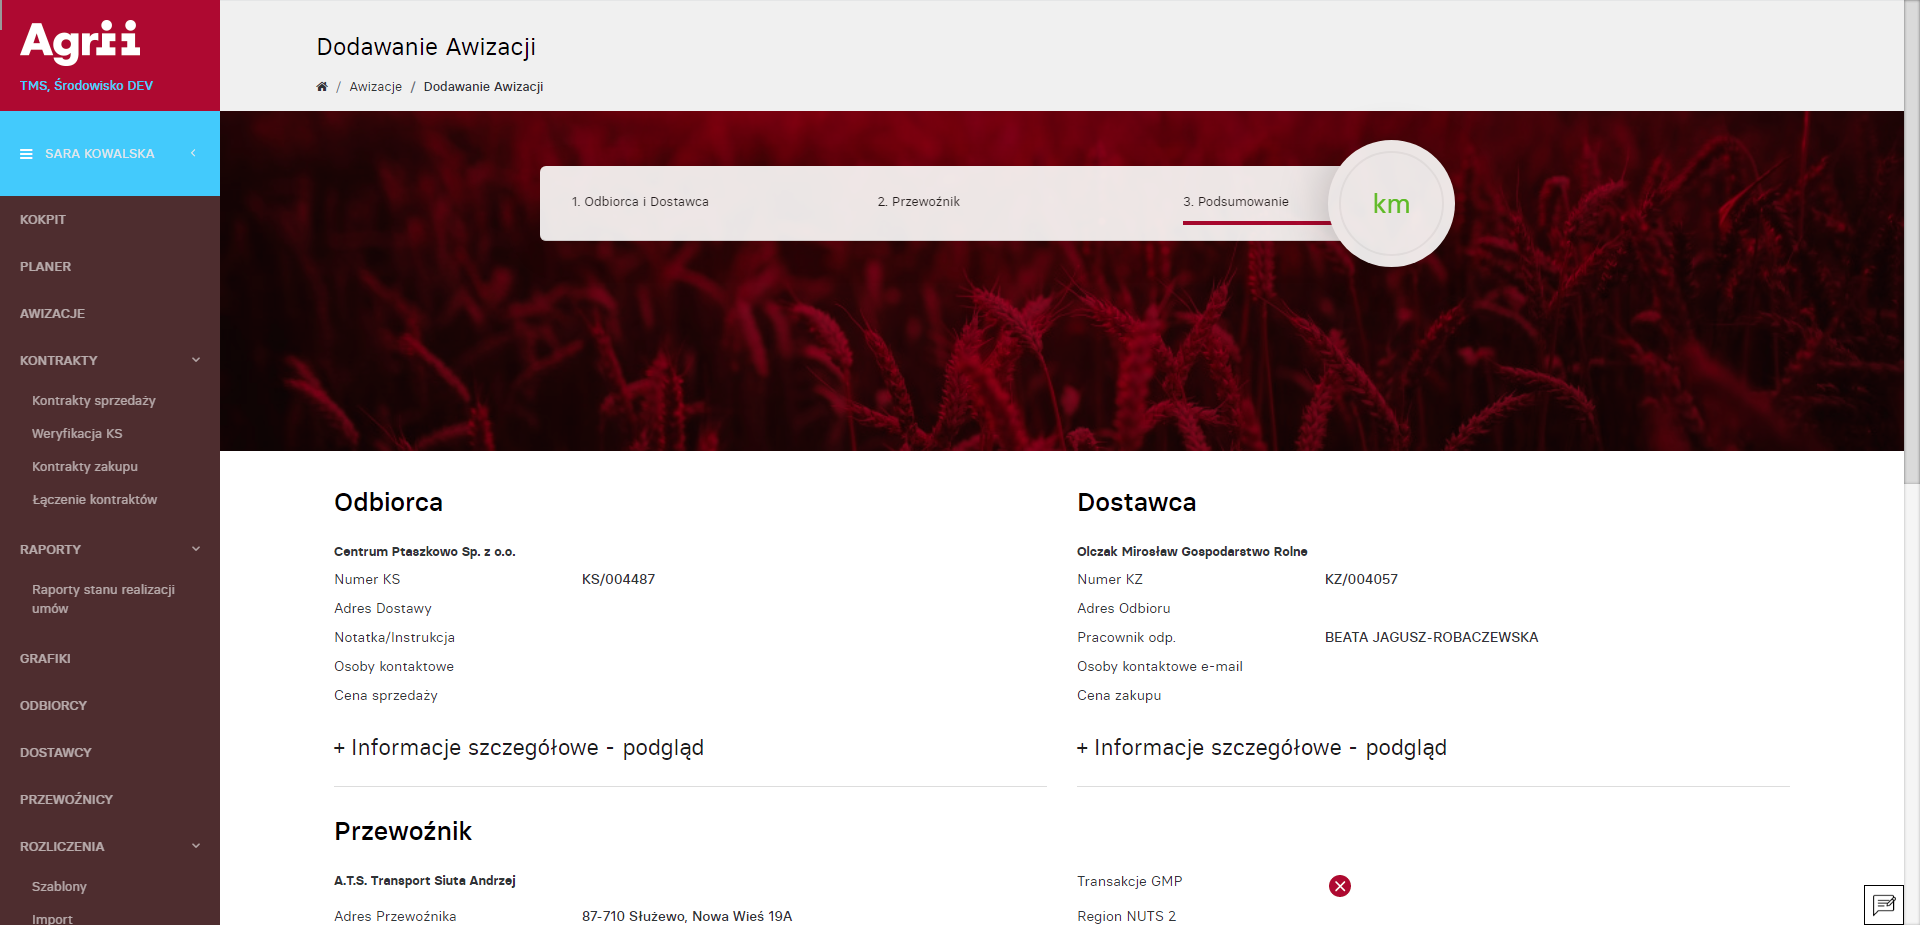 Agrii
TMS, Środowisko DEV
SARA KOWALSKA
KOKPIT
PLANER
AWIZACJE
KONTRAKTY
Kontrakty sprzedaży
Weryfikacja KS
Kontrakty zakupu
Łączenie kontraktów
RAPORTY
Raporty stanu realizacji
umów
GRAFIKI
ODBIORCY
DOSTAWCY
PRZEWOŹNICY
ROZLICZENIA
Szablony
Import
Dodawanie Awizacji
/ Awizacje / Dodawanie Awizacji
1. Odbiorca i Dostawca
2. Przewoźnik
3. Podsumowanie
km
Odbiorca
Centrum Ptaszkowo Sp. z o.o.
Numer KS KS/004487
Adres Dostawy
Notatka/Instrukcja
Osoby kontaktowe
Cena sprzedaży
+ Informacje szczegółowe - podgląd
Dostawca
Olczak Mirosław Gospodarstwo Rolne
Numer KZ KZ/004057
Adres Odbioru
Pracownik odp. BEATA JAGUSZ-ROBACZEWSKA
Osoby kontaktowe e-mail
Cena zakupu
+ Informacje szczegółowe - podgląd
Przewoźnik
A.T.S. Transport Siuta Andrzej
Adres Przewoźnika 87-710 Służewo, Nowa Wieś 19A
Transakcje GMP
Region NUTS 2